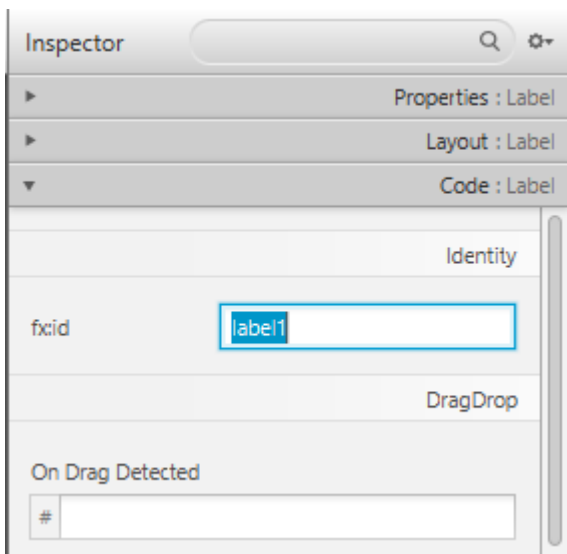 Inspector
Properties : Label
Layout : Label
Code : Label
Identity
fx:id
label1
DragDrop
On Drag Detected
#